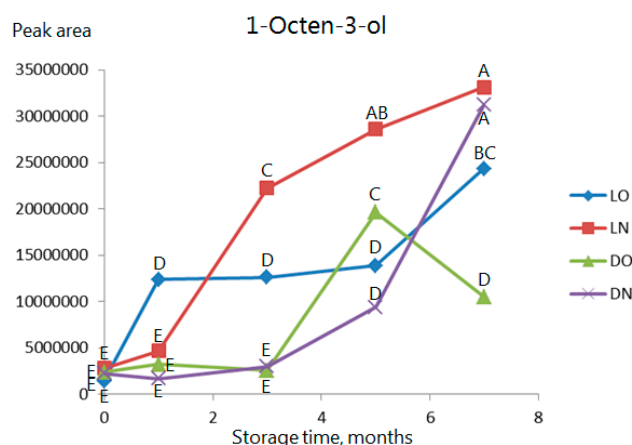 1-Octen-3-ol
Peak area
35000000
30000000
25000000
20000000
15000000
10000000
5000000
0
A
AB
A
C
BC
C
D
D
D
D
D
E
E
E
E
E
E
E
E
E
0
2
4
6
8
Storage time, months
LO
LN
DO
DN